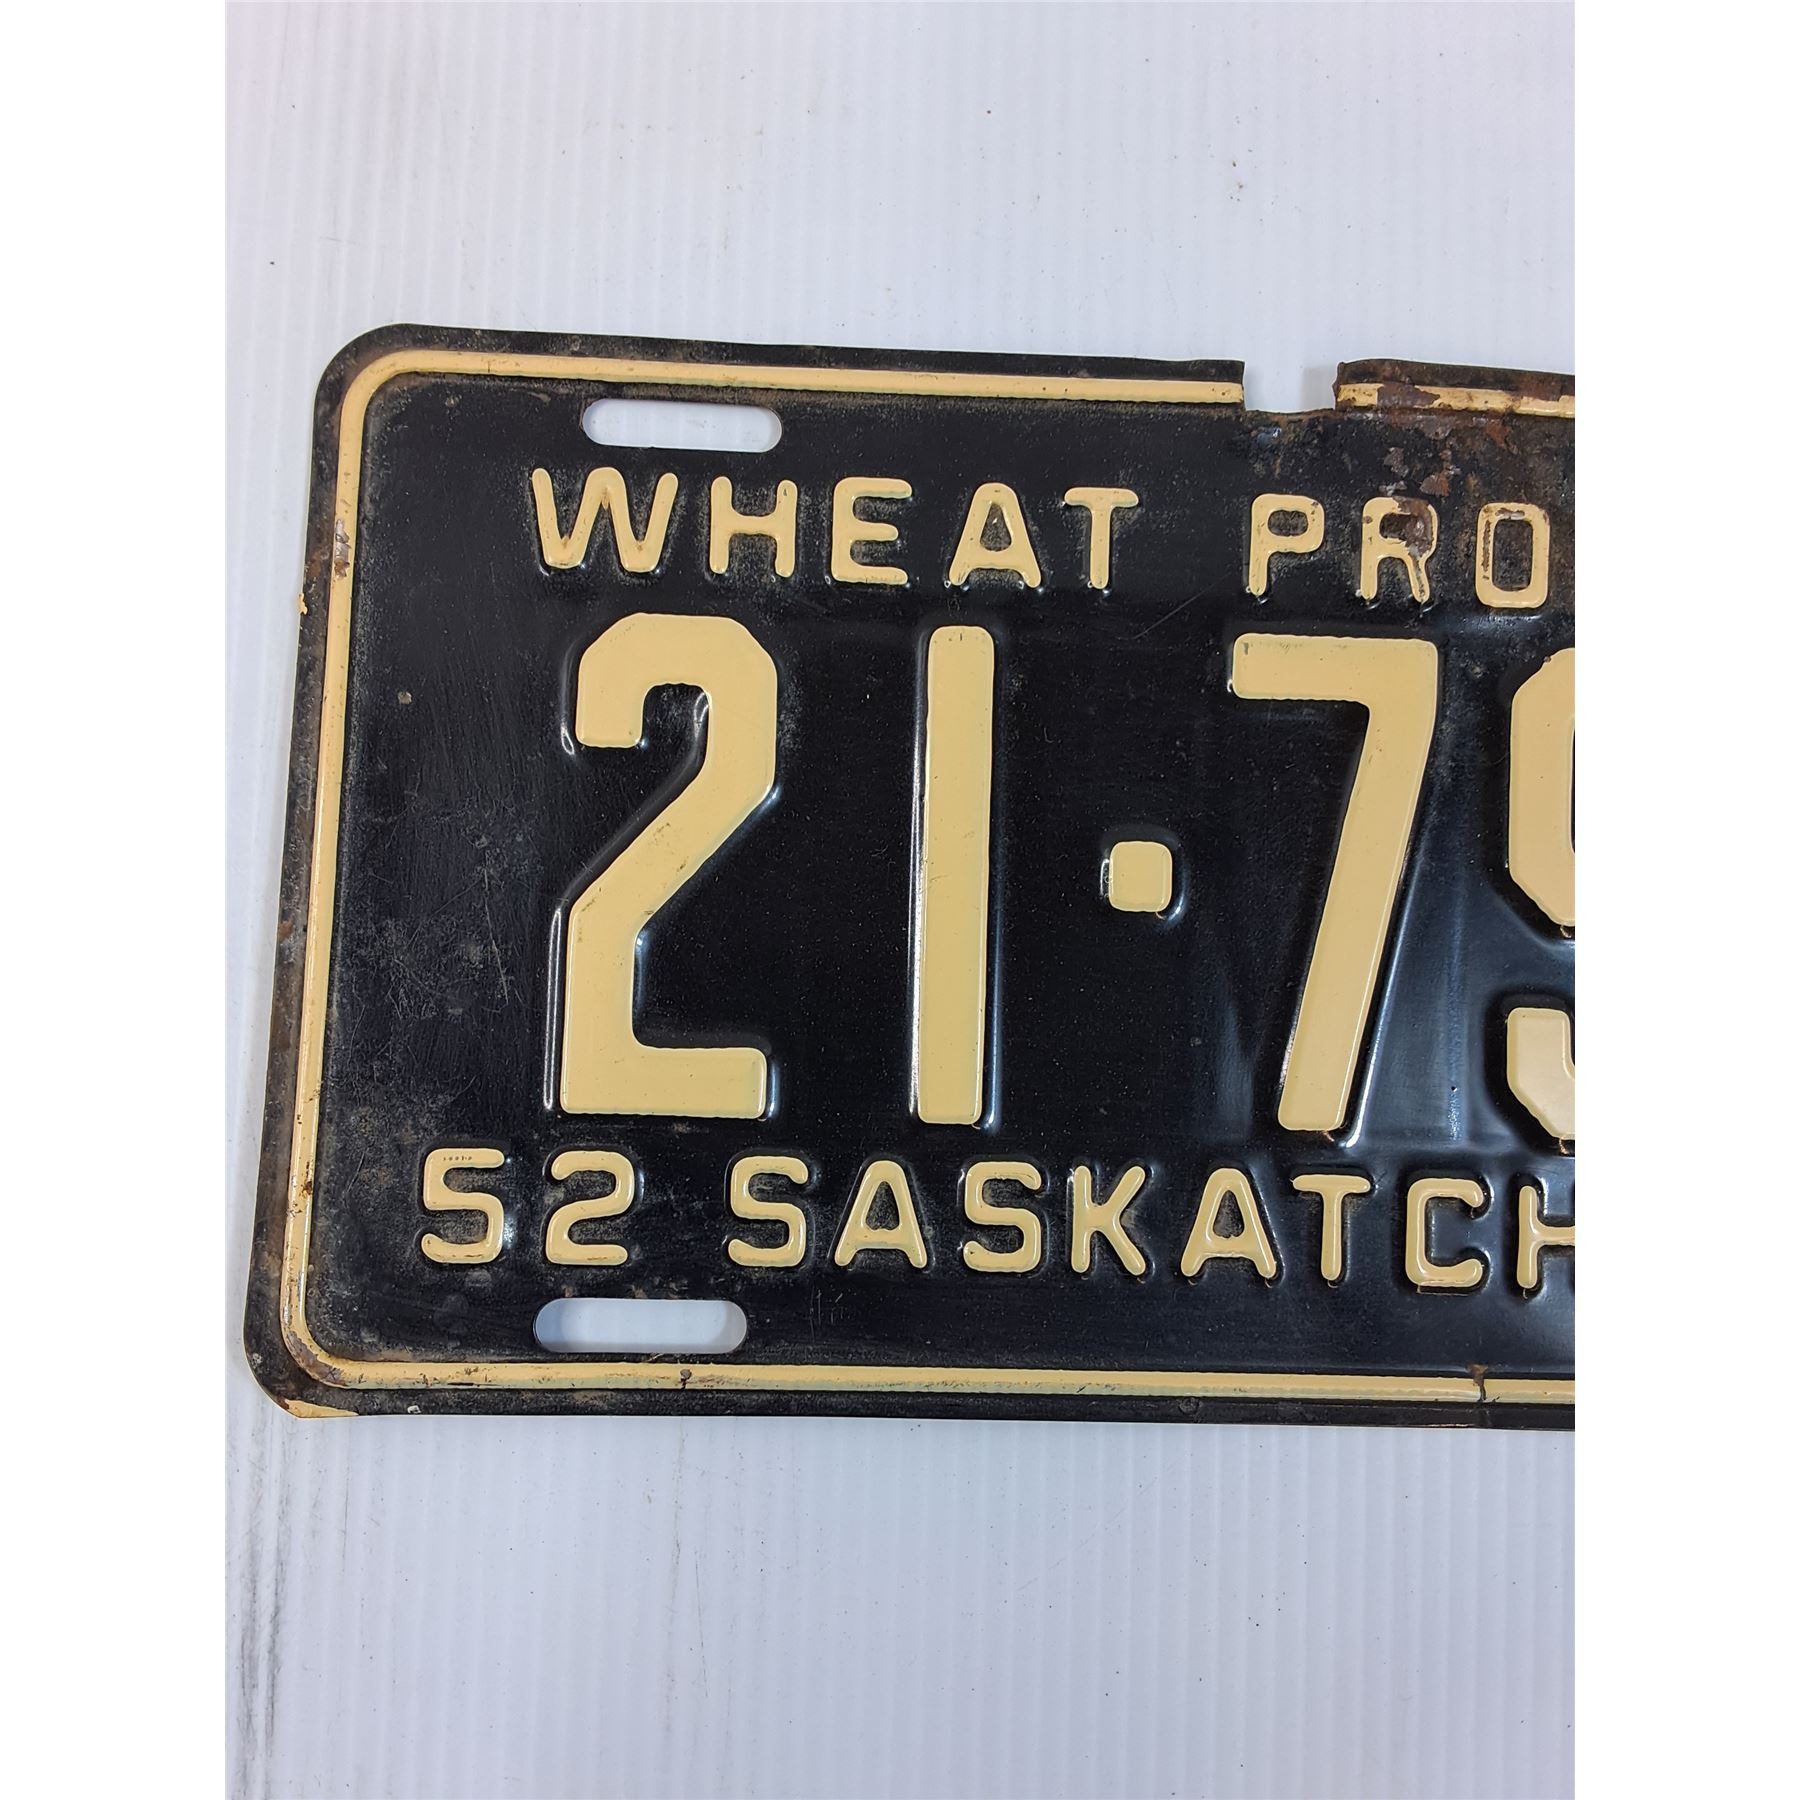 WHEAT PRO
21·79
52 SASKATCH